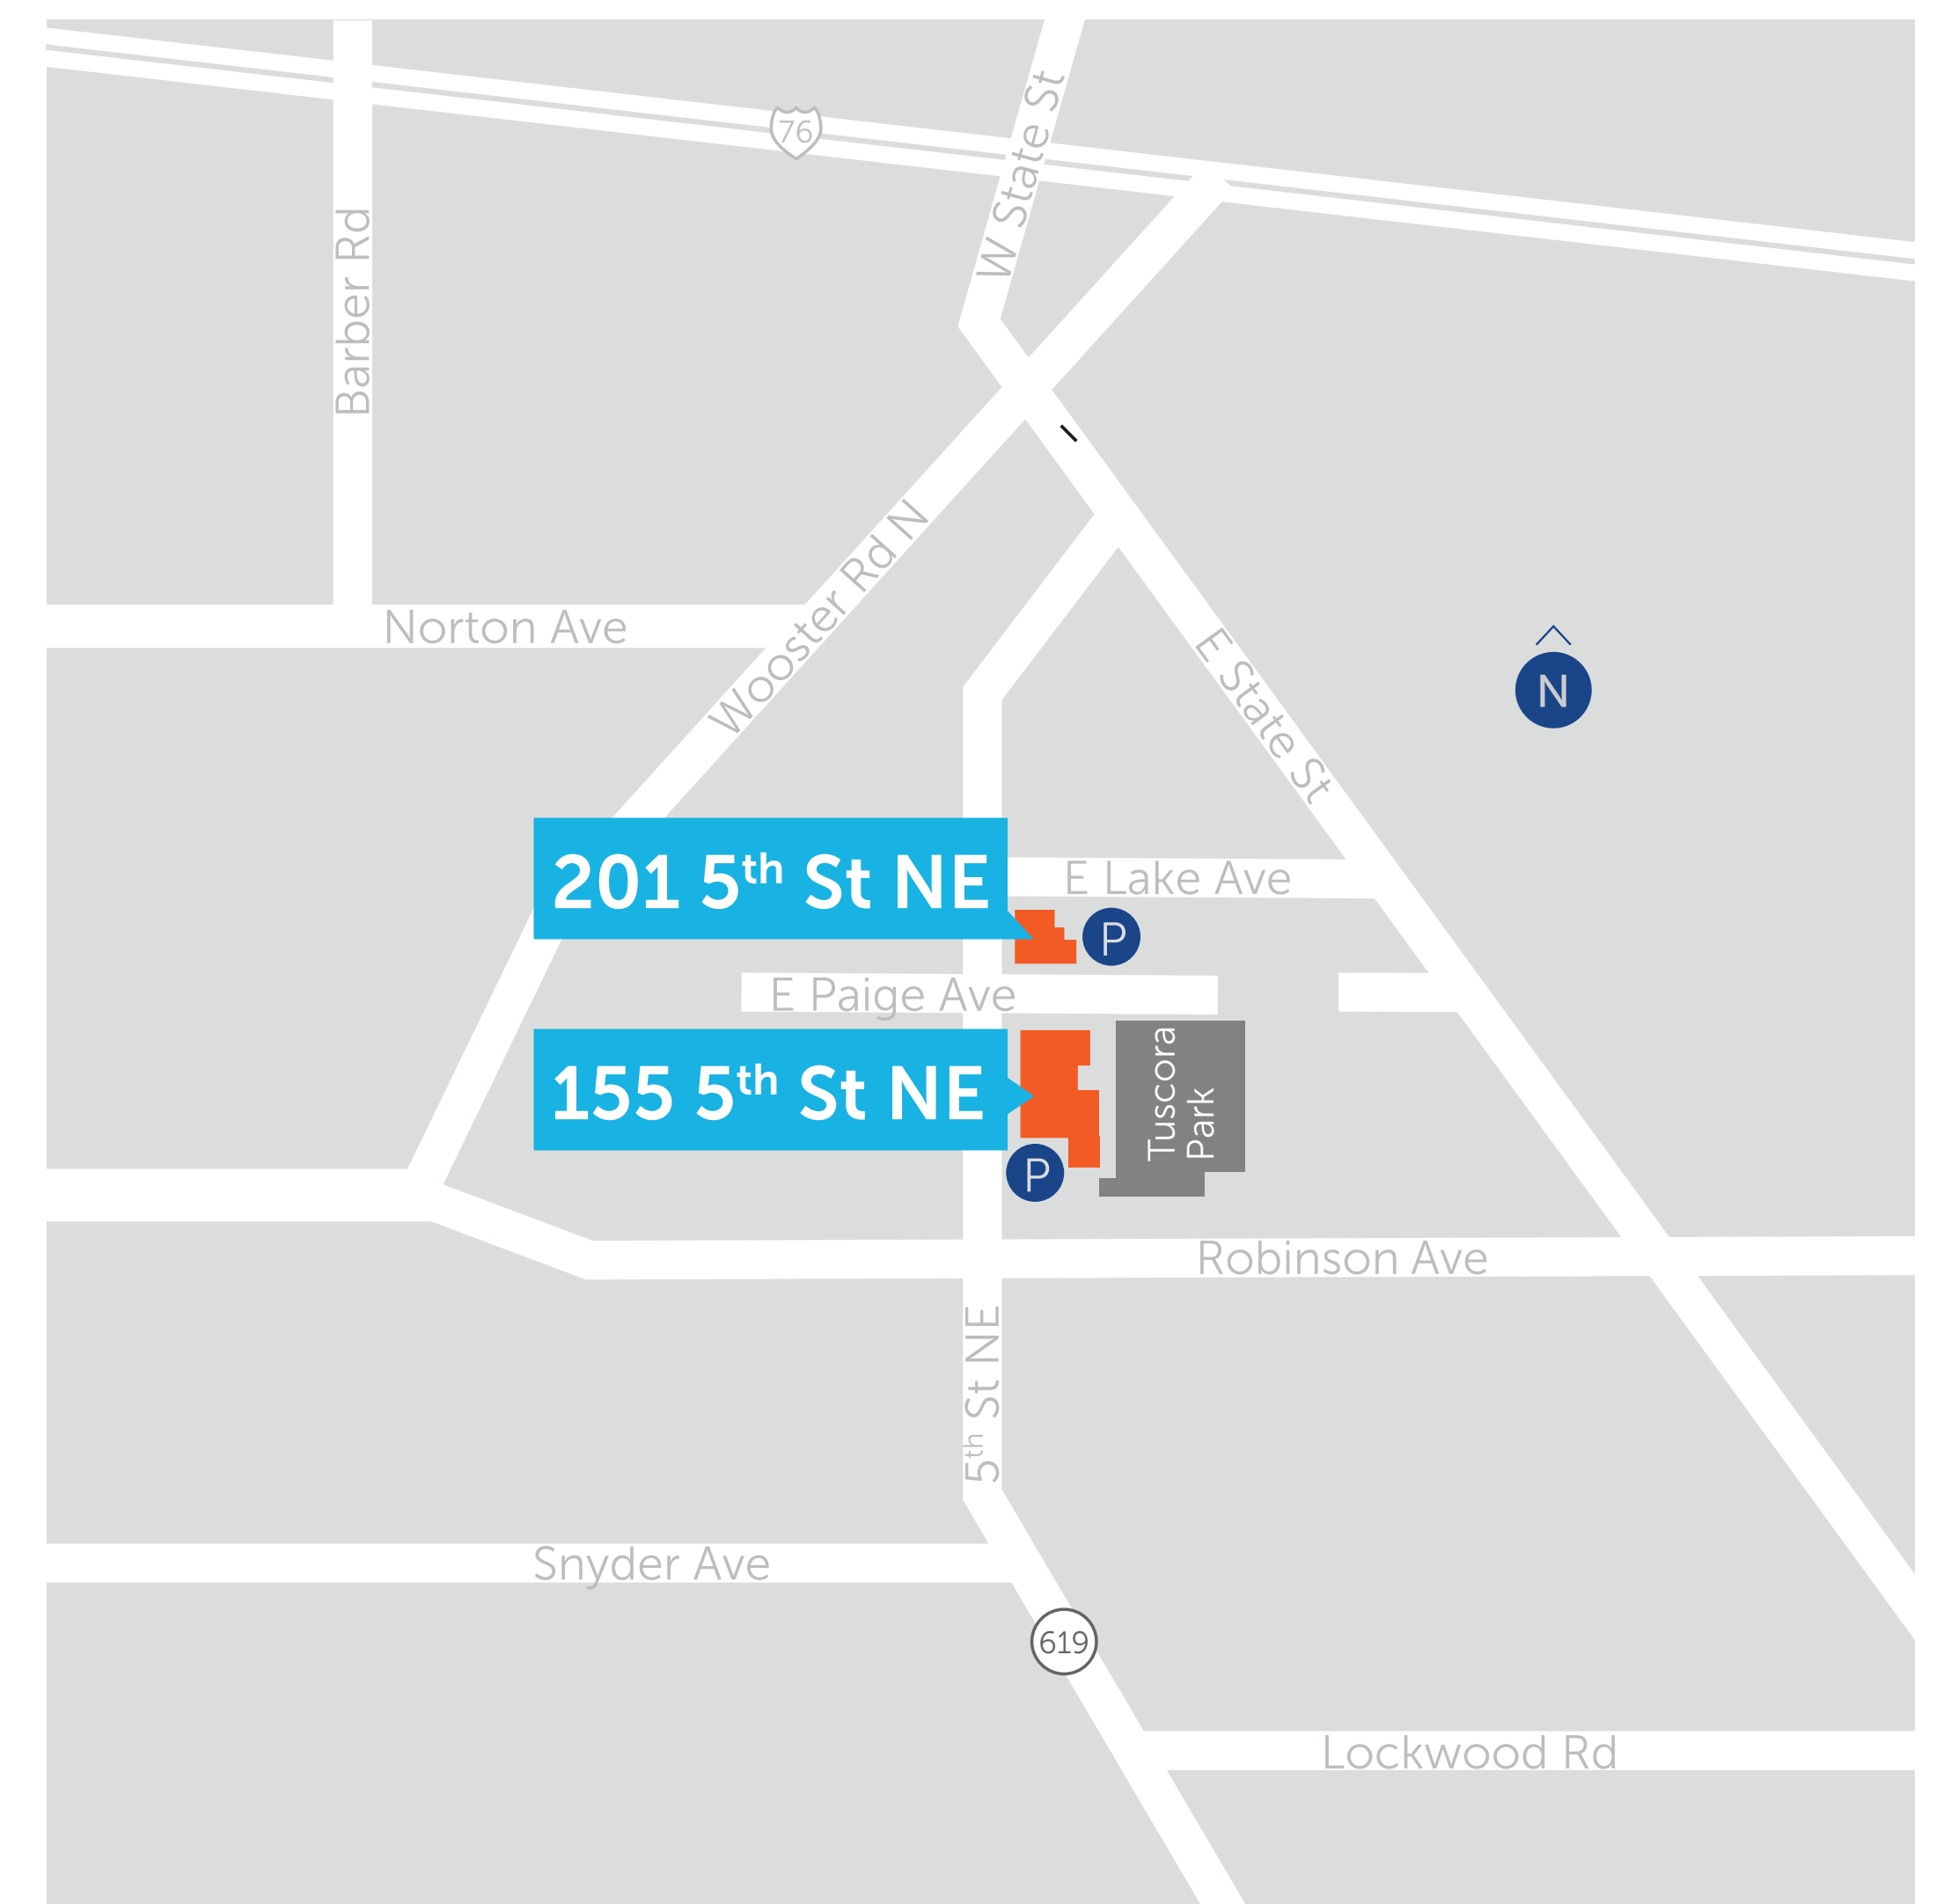 76
W State St
Barber Rd
Norton Ave
Wooster Rd N
E State St
N
201 5th St NE
E Lake Ave
P
E Paige Ave
155 5th St NE
Tuscora
Park
P
Robinson Ave
5th St NE
Snyder Ave
619
Lockwood Rd